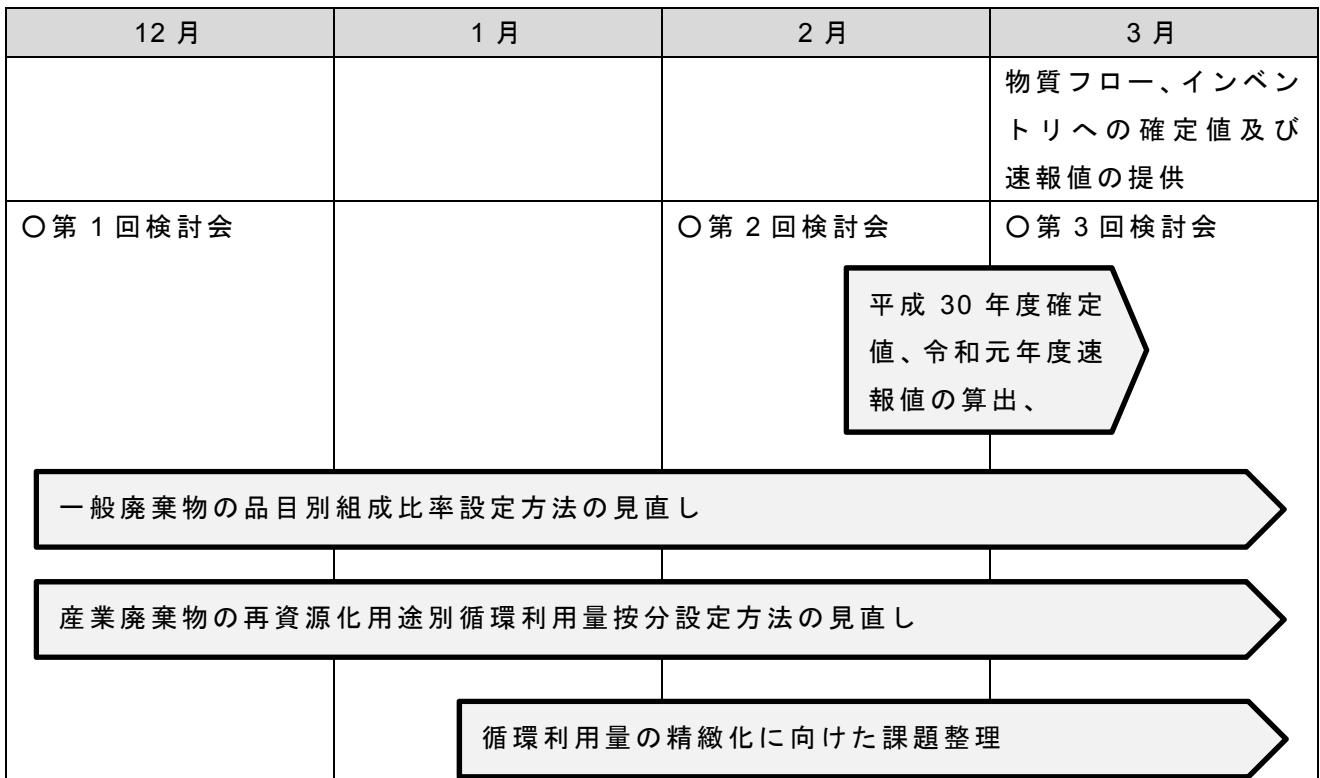 12 月
1 月
2 月
3 月
物質フロー、インベン
トリへの確定値及び
速報値の提供
〇第 1 回検討会
〇第 2 回検討会
〇第 3 回検討会
平成 30 年度確定
値、令和元年度速
報値の算出、
一般廃棄物の品目別組成比率設定方法の見直し
産業廃棄物の再資源化用途別循環利用量按分設定方法の見直し
循環利用量の精緻化に向けた課題整理